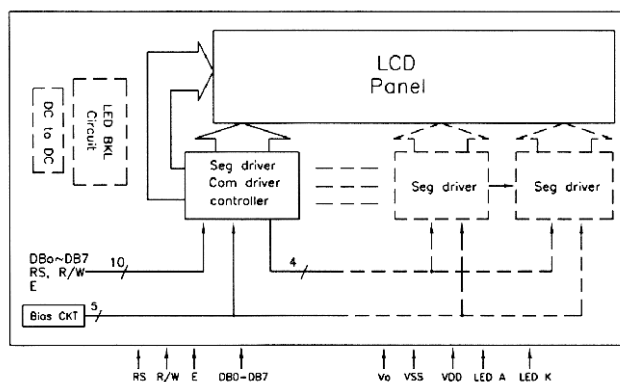 LCD
Panel
DC to DC
LED BKL
Circuit
Seg driver
Com driver
controller
Seg driver
Seg driver
DBo~DB7
RS, R/W
E
10
4
Bias CKT
5
RS R/W E DB0-DB7 Vo VSS VDD LED A LED K